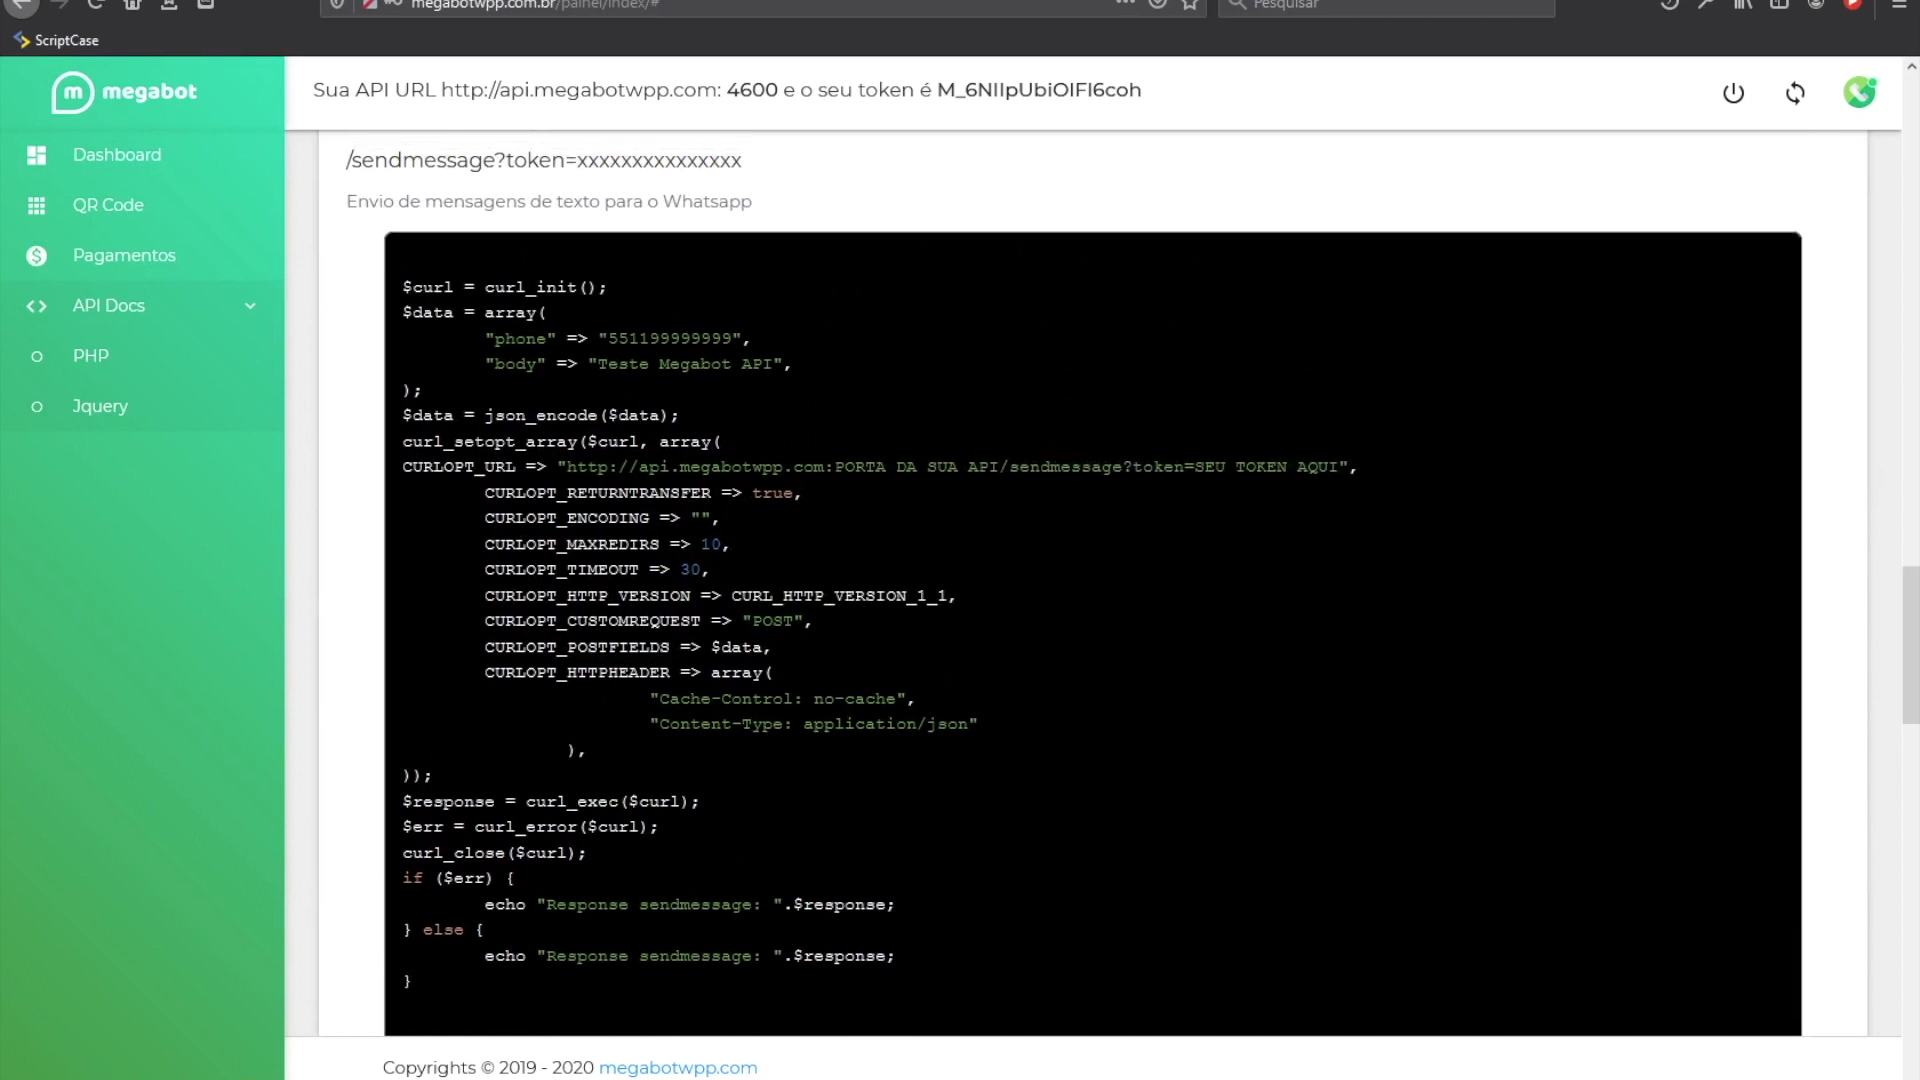 megabotwpp.com.br/painel/index/#
Pesquisar
ScriptCase
megabot
Sua API URL http://api.megabotwpp.com: 4600 e o seu token é M_6NIIpUbiOIFI6coh
Dashboard
QR Code
Pagamentos
API Docs
PHP
Jquery
/sendmessage?token=xxxxxxxxxxxxxxx
Envio de mensagens de texto para o Whatsapp
$curl = curl_init();
$data = array(
"phone" => "551199999999",
"body" => "Teste Megabot API",
);
$data = json_encode($data);
curl_setopt_array($curl, array(
CURLOPT_URL => "http://api.megabotwpp.com:PORTA DA SUA API/sendmessage?token=SEU TOKEN AQUI",
CURLOPT_RETURNTRANSFER => true,
CURLOPT_ENCODING => "",
CURLOPT_MAXREDIRS => 10,
CURLOPT_TIMEOUT => 30,
CURLOPT_HTTP_VERSION => CURL_HTTP_VERSION_1_1,
CURLOPT_CUSTOMREQUEST => "POST",
CURLOPT_POSTFIELDS => $data,
CURLOPT_HTTPHEADER => array(
"Cache-Control: no-cache",
"Content-Type: application/json"
),
));
$response = curl_exec($curl);
$err = curl_error($curl);
curl_close($curl);
if ($err) {
echo "Response sendmessage: ".$response;
} else {
echo "Response sendmessage: ".$response;
}
Copyrights © 2019 - 2020 megabotwpp.com